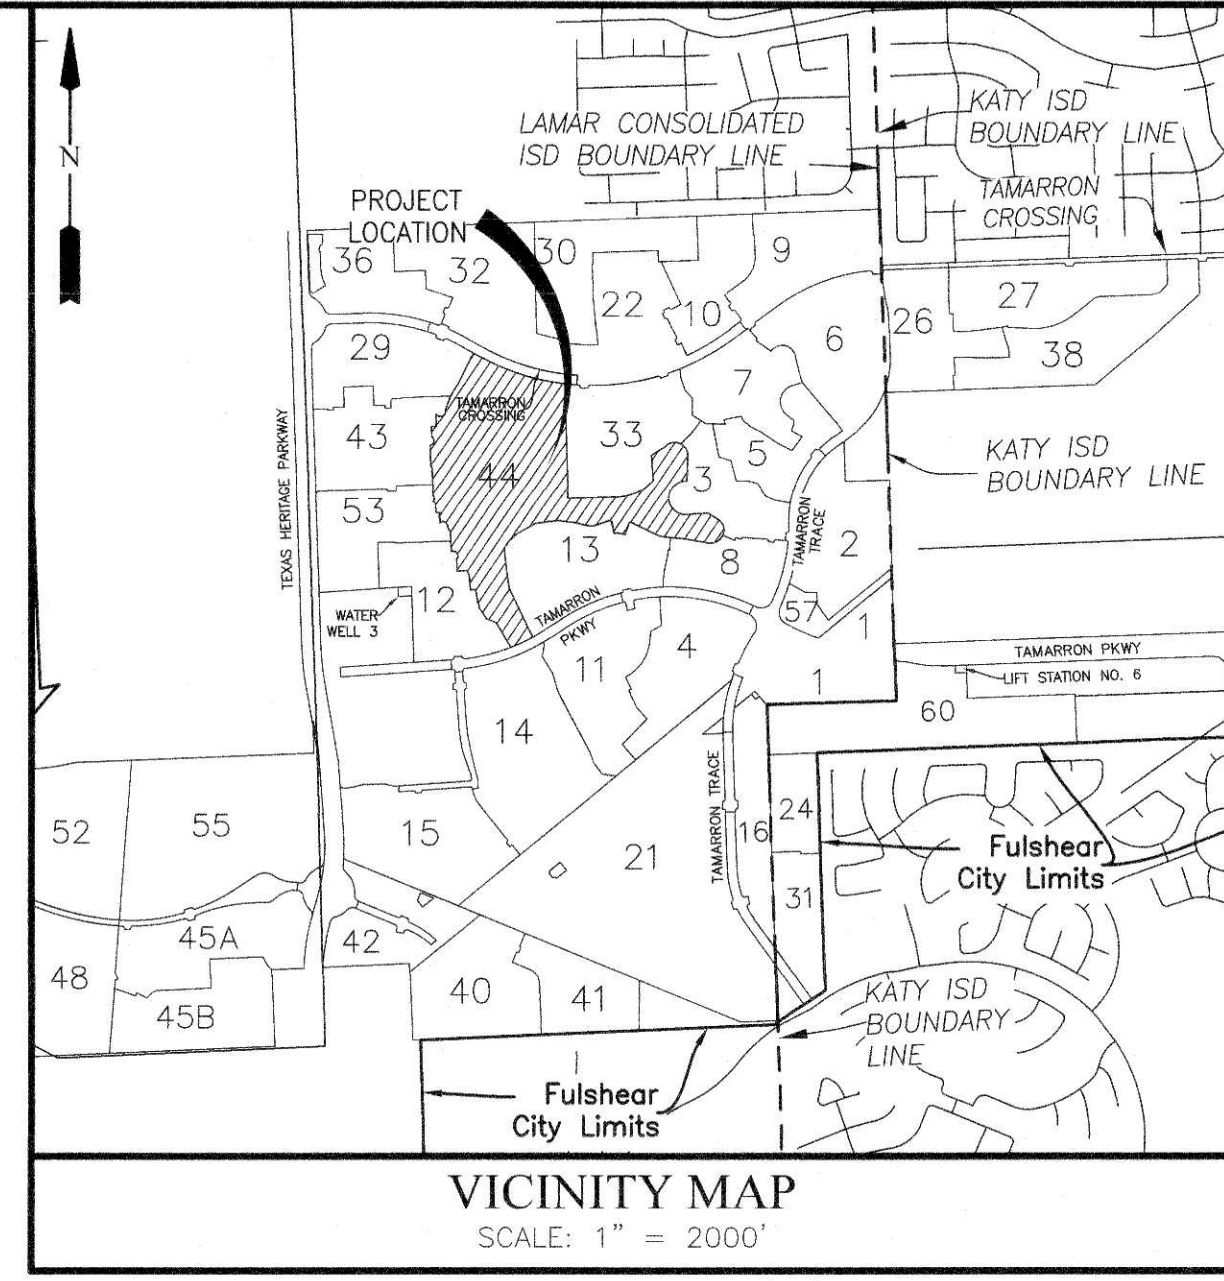 N
LAMAR CONSOLIDATED
ISD BOUNDARY LINE
KATY ISD
BOUNDARY LINE
TAMARRON
CROSSING
PROJECT
LOCATION
36
32
30
22
10
9
6
26
27
38
29
TAMARRON
CROSSING
7
43
33
5
44
3
KATY ISD
BOUNDARY LINE
TEXAS HERITAGE PARKWAY
53
13
8
TAMARRON
TRACE
2
12
WATER
WELL 3
TAMARRON
PKWY
57
1
11
4
1
TAMARRON PKWY
LIFT STATION NO. 6
60
14
TAMARRON TRACE
52
55
15
21
16
24
31
Fulshear
City Limits
45A
42
48
45B
40
41
KATY ISD
BOUNDARY
LINE
Fulshear
City Limits
VICINITY MAP
SCALE: 1" = 2000'